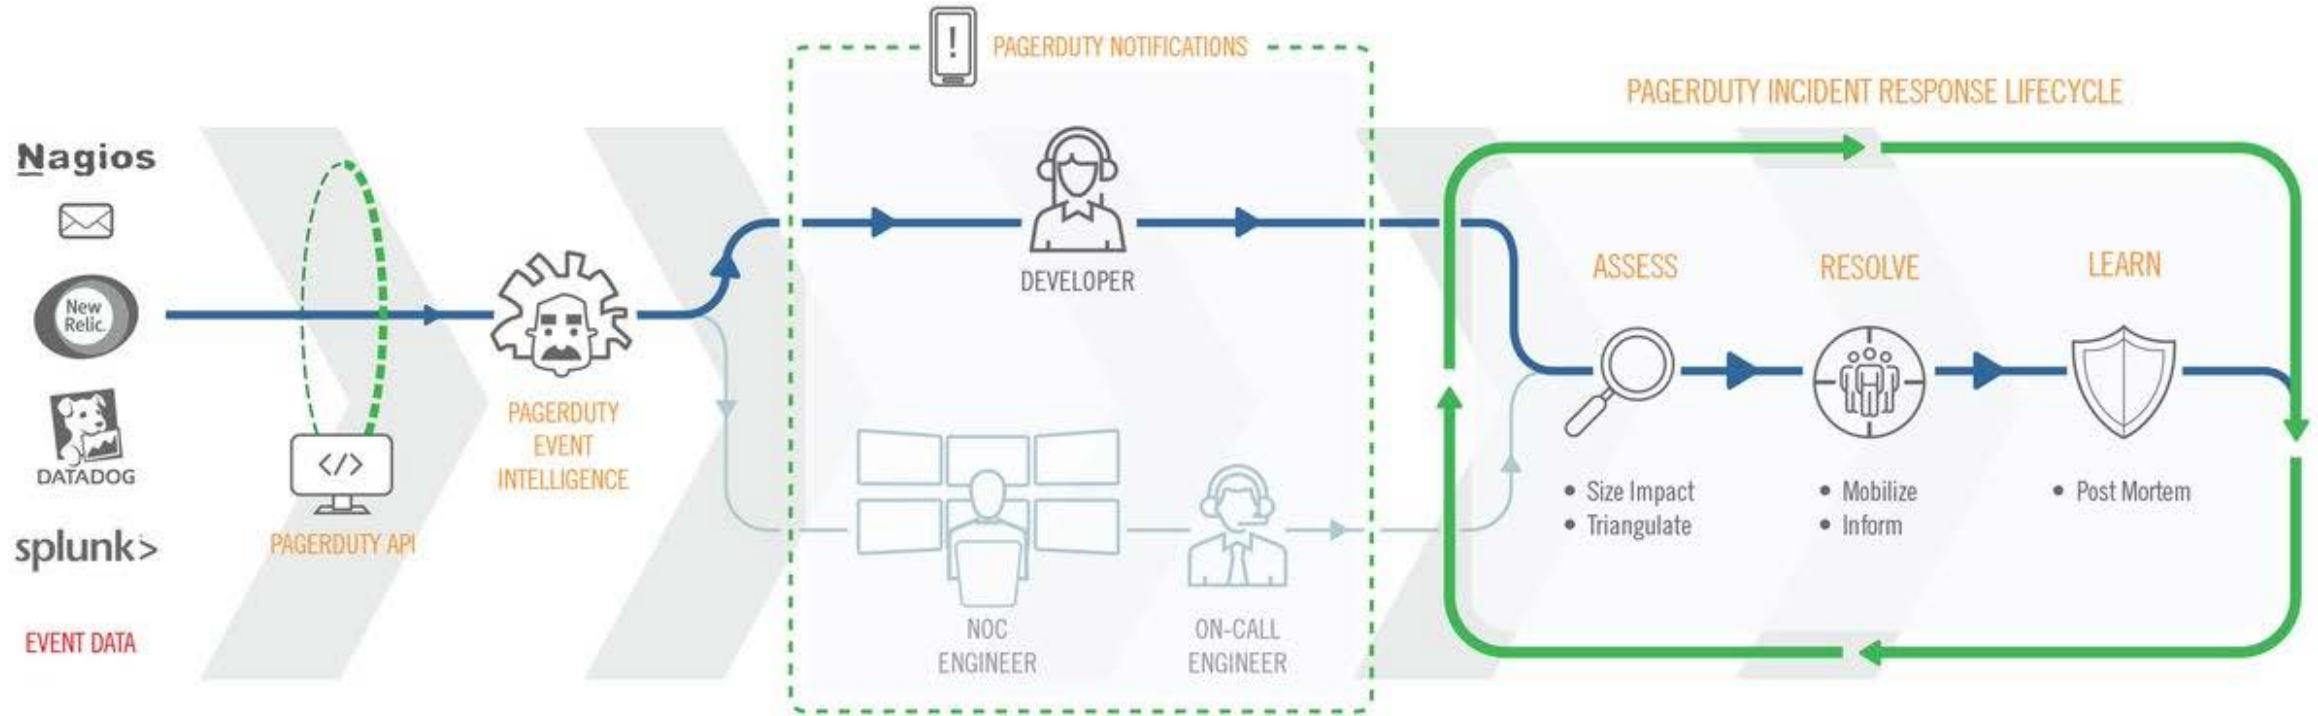 Nagios
New
Relic.
DATADOG
splunk>
EVENT DATA
</>
PAGERDUTY API
PAGERDUTY
EVENT
INTELLIGENCE
!
PAGERDUTY NOTIFICATIONS
DEVELOPER
NOC
ENGINEER
ON-CALL
ENGINEER
PAGERDUTY INCIDENT RESPONSE LIFECYCLE
ASSESS
• Size Impact
• Triangulate
RESOLVE
• Mobilize
• Inform
LEARN
• Post Mortem